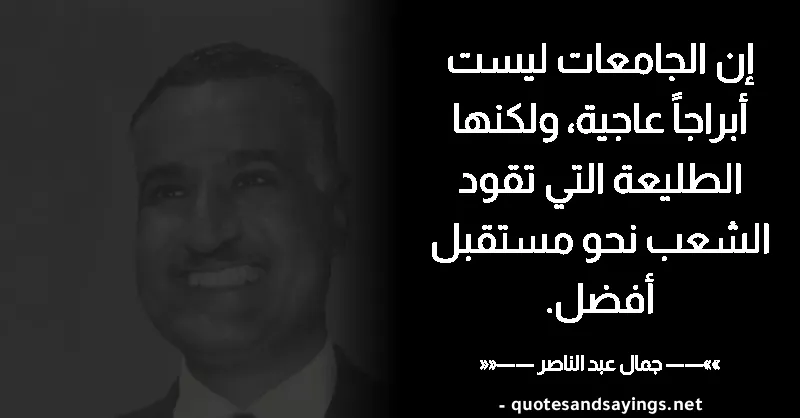 إن الجامعات ليست
أبراجاً عاجية، ولكنها
الطليعة التي تقود
الشعب نحو مستقبل
أفضل.
»»—— جمال عبد الناصر ——««
- quotesandsayings.net